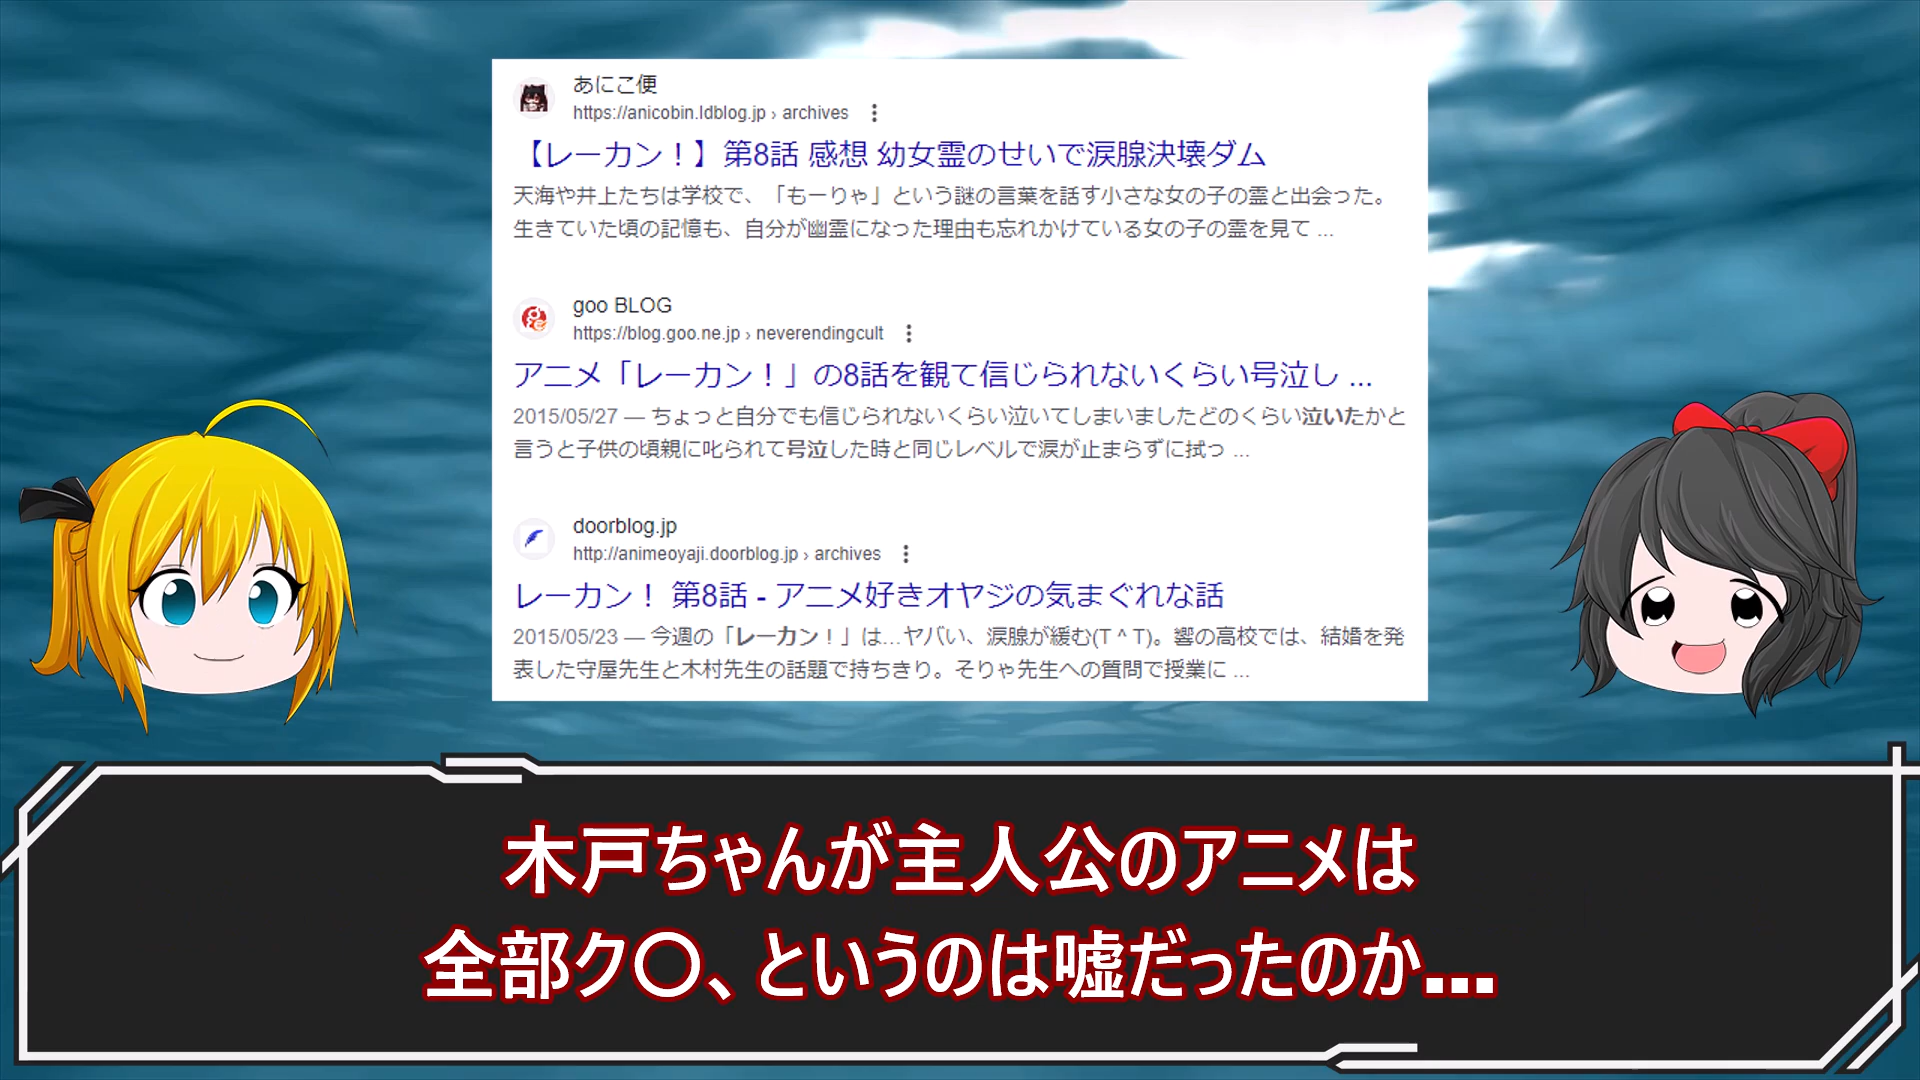 あにこ便
https://anicobin.ldblog.jp › archives
【レーカン！】第8話 感想 幼女霊のせいで涙腺決壊ダム
天海や井上たちは学校で、「もーりゃ」という謎の言葉を話す小さな女の子の霊と出会った。
生きていた頃の記憶も、自分が幽霊になった理由も忘れかけている女の子の霊を見て ...
goo BLOG
https://blog.goo.ne.jp › neverendingcult
アニメ「レーカン！」の8話を観て信じられないくらい号泣し ...
2015/05/27 — ちょっと自分でも信じられないくらい泣いてしまいましたどのくらい泣いたかと
言うと子供の頃親に叱られて号泣した時と同じレベルで涙が止まらずに拭っ ...
doorblog.jp
http://animeoyaji.doorblog.jp › archives
レーカン！ 第8話 - アニメ好きオヤジの気まぐれな話
2015/05/23 — 今週の「レーカン！」は…ヤバい、涙腺が緩む(T^T)。響の高校では、結婚を発
表した守屋先生と木村先生の話題で持ちきり。そりゃ先生への質問で授業に ...
木戸ちゃんが主人公のアニメは
全部ク〇、というのは嘘だったのか...